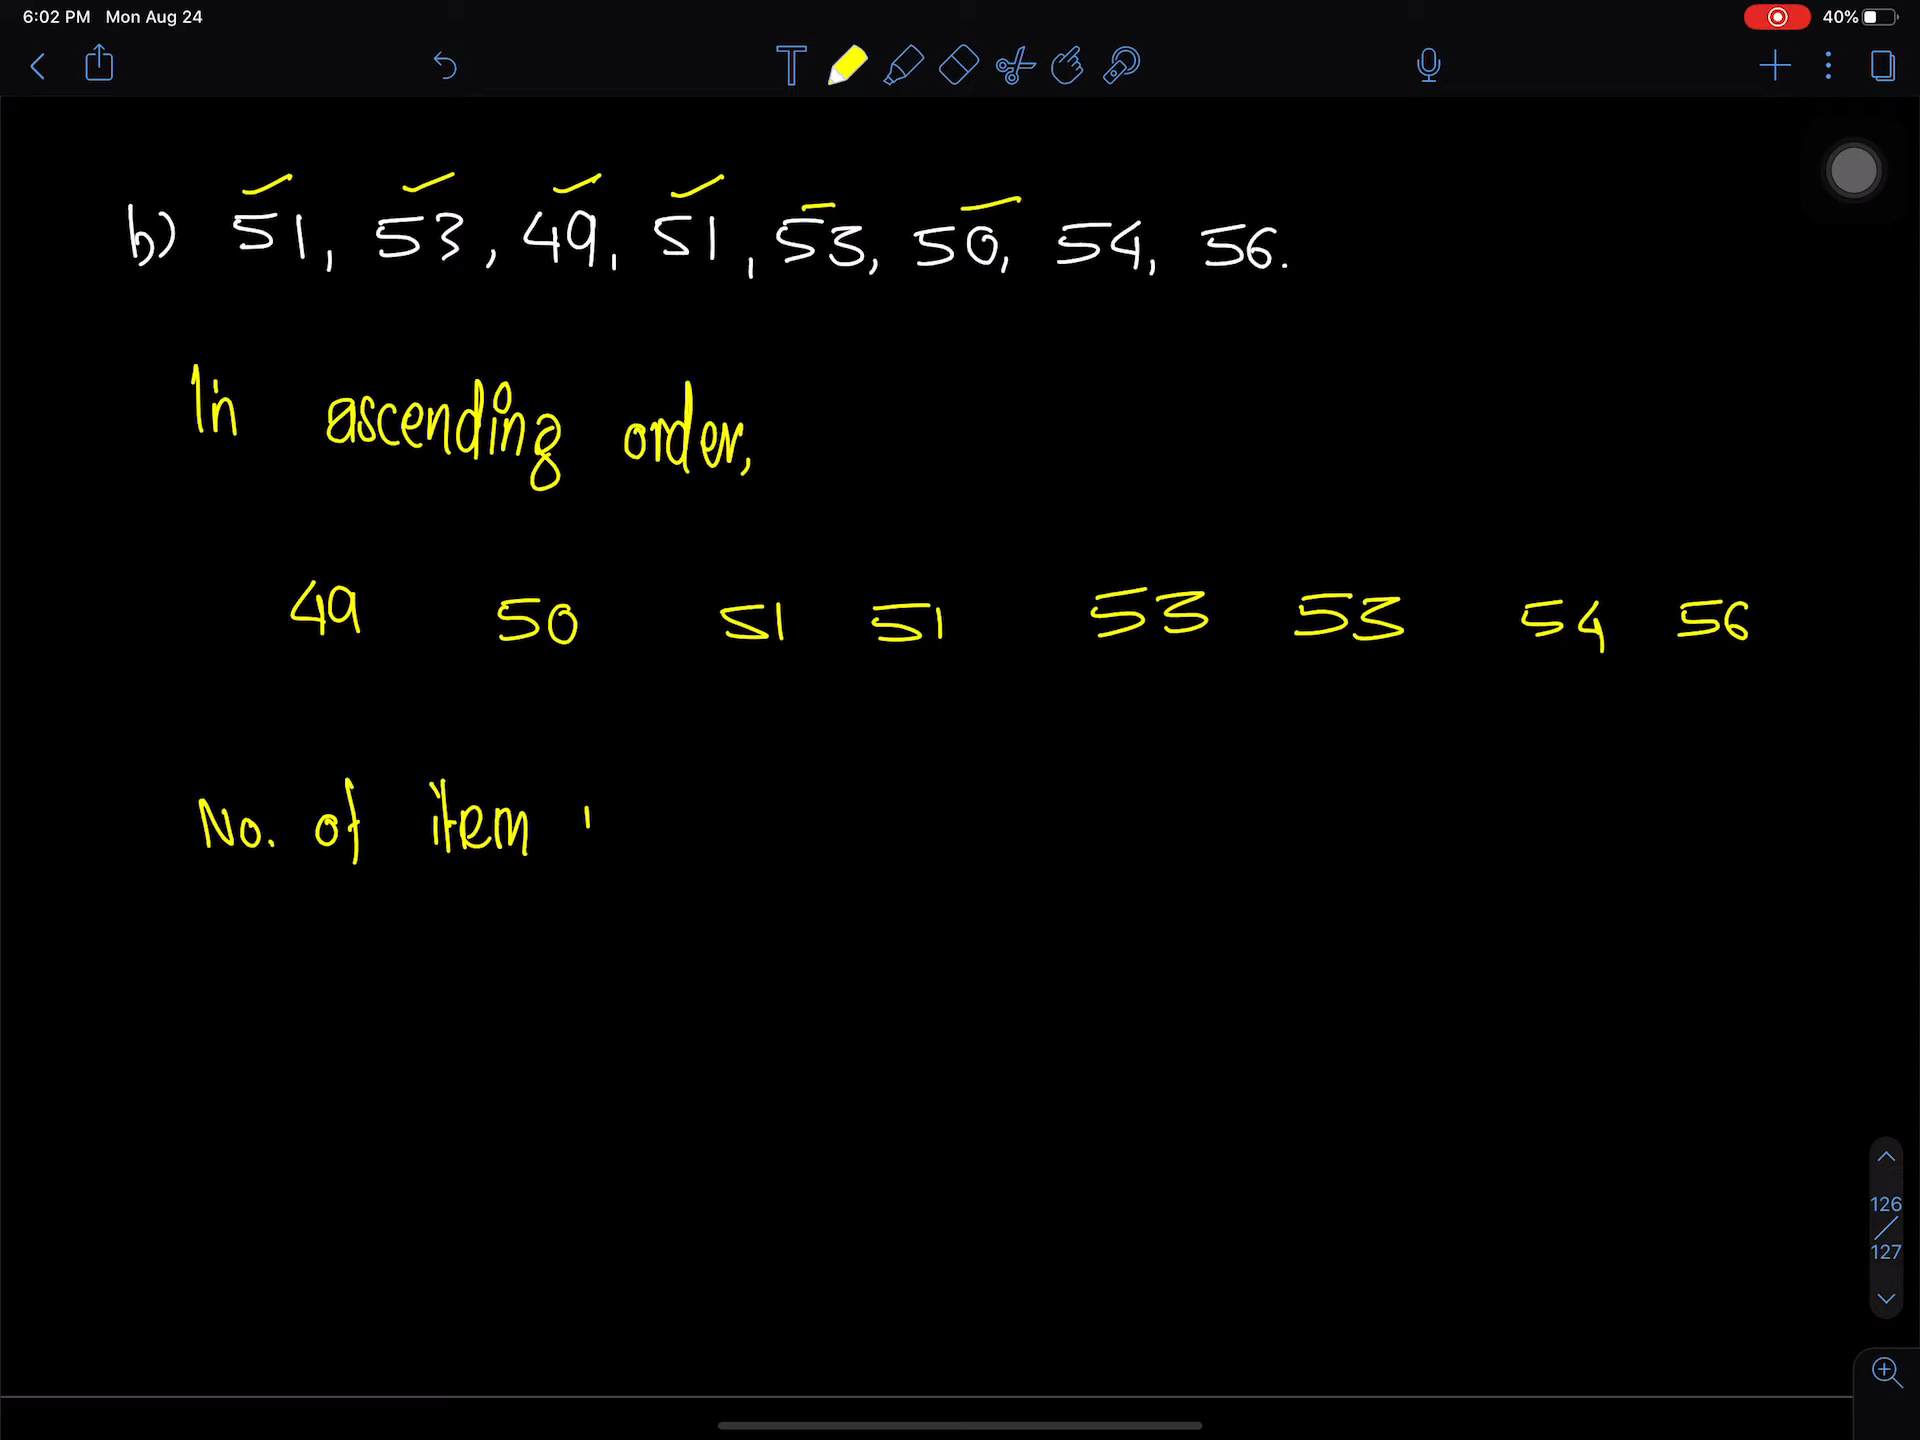 6:02 PM Mon Aug 24 40%
T
b) 51, 53, 49, 51, 53, 50, 54, 56.
In ascending order,
49 50 51 51 53 53 54 56
No. of item
126
127